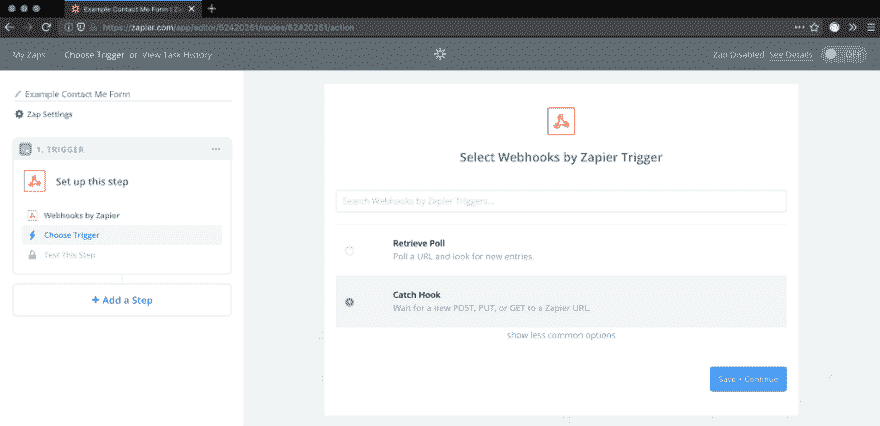 Example Contact Me Form | Z
https://zapier.com/app/editor/62420251/nodes/62420251/action
My Zaps
Choose Trigger or View Task History
Zap Disabled See Details
OFF
Example Contact Me Form
Zap Settings
1. TRIGGER
Set up this step
Webhooks by Zapier
Choose Trigger
Test This Step
+ Add a Step
Select Webhooks by Zapier Trigger
Search Webhooks by Zapier Triggers...
Retrieve Poll
Poll a URL and look for new entries.
Catch Hook
Wait for a new POST, PUT, or GET to a Zapier URL.
show less common options
Save + Continue